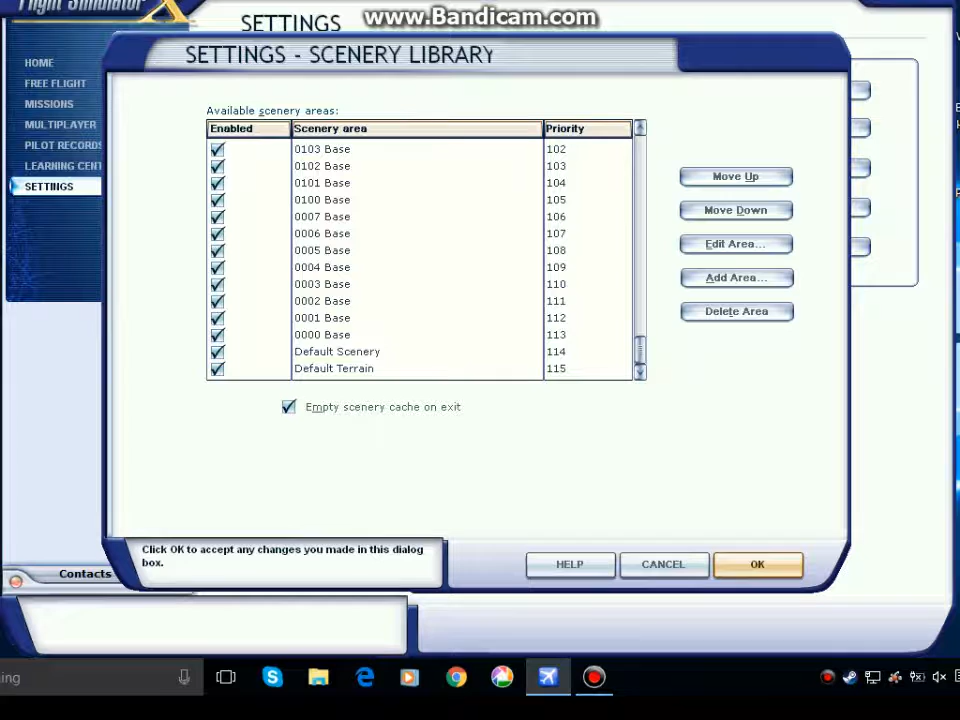 www.Bandicam.com
Flight Simulator X
SETTINGS
SETTINGS - SCENERY LIBRARY
HOME
FREE FLIGHT
MISSIONS
MULTIPLAYER
PILOT RECORDS
LEARNING CENT
SETTINGS
Available scenery areas:
Enabled Scenery area Priority
0103 Base 102
0102 Base 103
0101 Base 104
0100 Base 105
0007 Base 106
0006 Base 107
0005 Base 108
0004 Base 109
0003 Base 110
0002 Base 111
0001 Base 112
0000 Base 113
Default Scenery 114
Default Terrain 115
Move Up
Move Down
Edit Area...
Add Area...
Delete Area
Empty scenery cache on exit
Click OK to accept any changes you made in this dialog
box.
HELP CANCEL OK
Contacts
ing